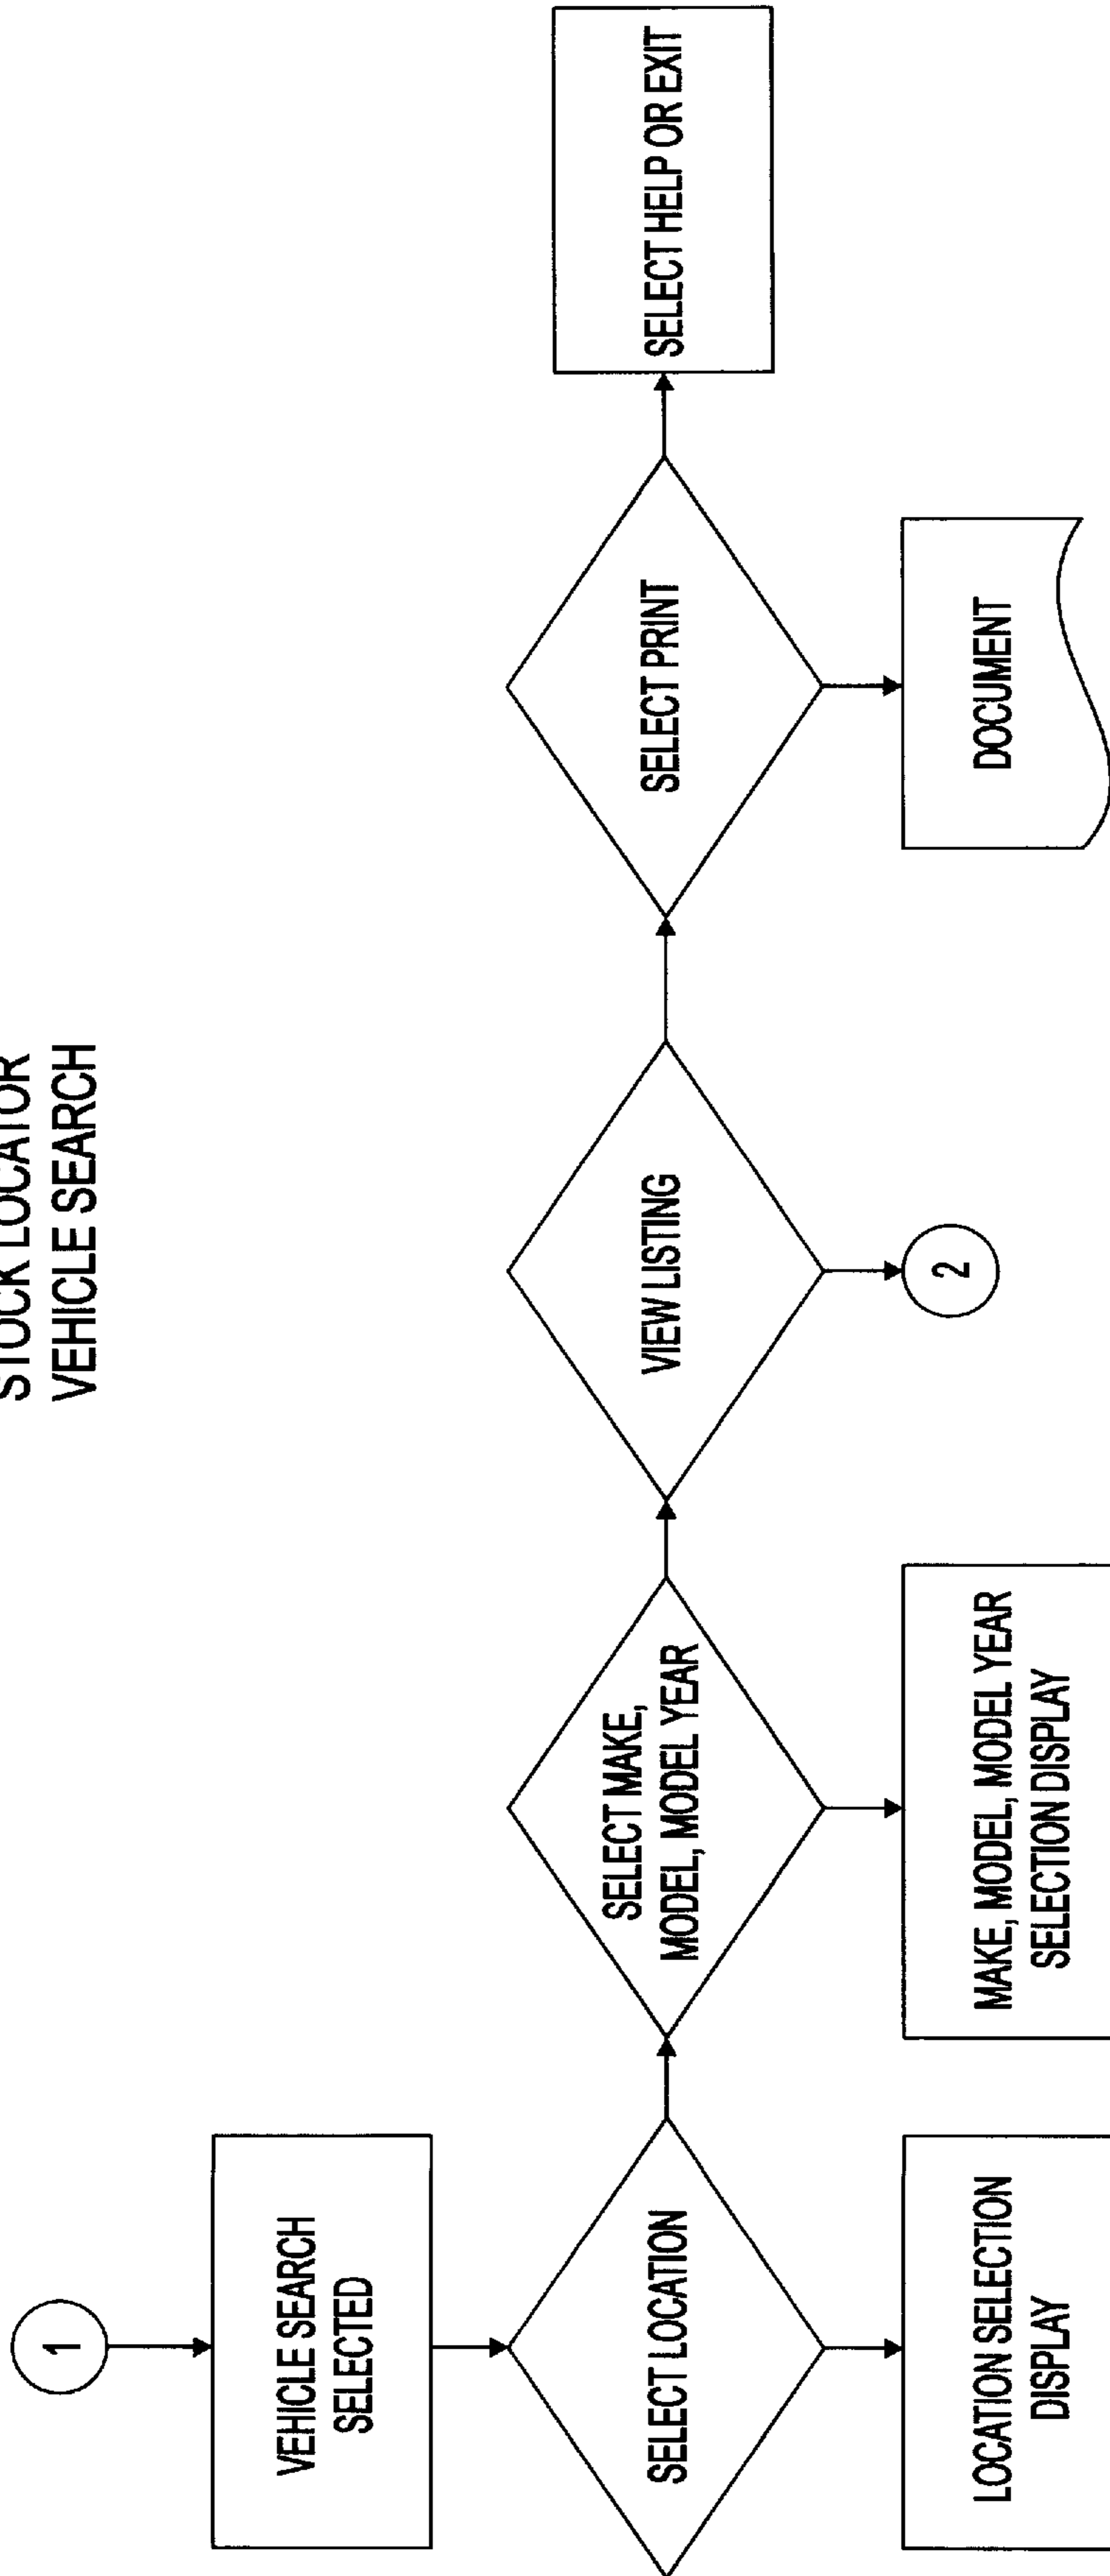 STOCK LOCATOR
VEHICLE SEARCH
1
VEHICLE SEARCH
SELECTED
SELECT LOCATION
LOCATION SELECTION
DISPLAY
SELECT MAKE,
MODEL, MODEL YEAR
MAKE, MODEL, MODEL YEAR
SELECTION DISPLAY
VIEW LISTING
2
SELECT PRINT
DOCUMENT
SELECT HELP OR EXIT